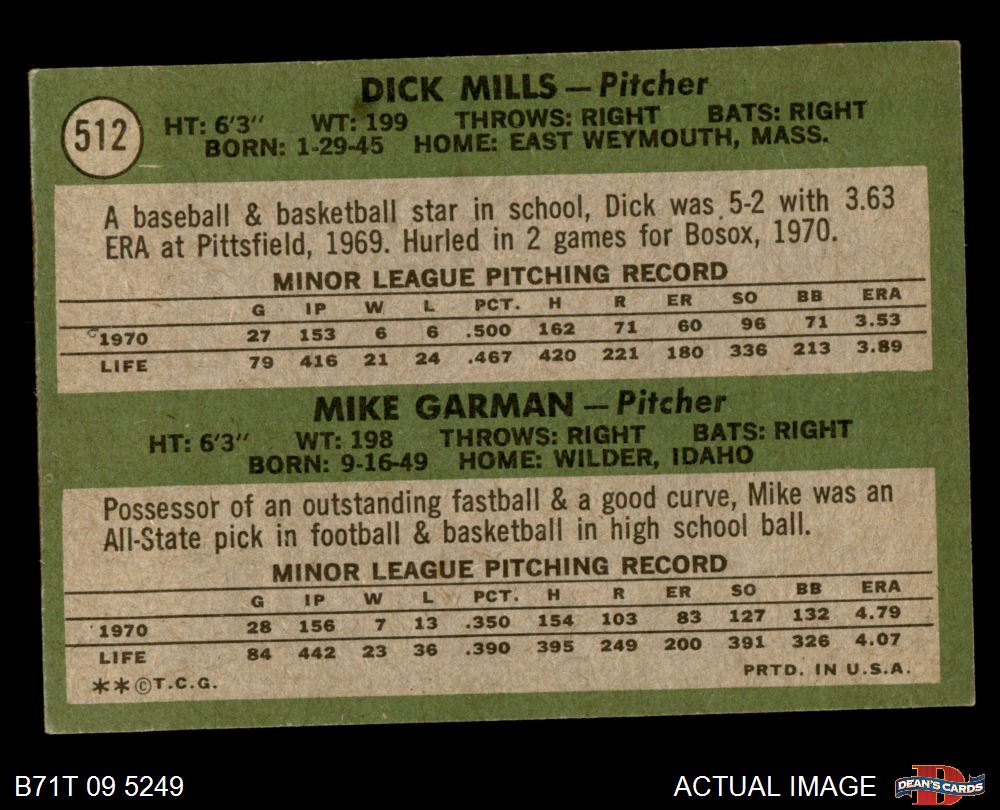 512
DICK MILLS — Pitcher
HT: 6'3" WT: 199 THROWS: RIGHT BATS: RIGHT
BORN: 1-29-45 HOME: EAST WEYMOUTH, MASS.
A baseball & basketball star in school, Dick was 5-2 with 3.63
ERA at Pittsfield, 1969. Hurled in 2 games for Bosox, 1970.
MINOR LEAGUE PITCHING RECORD
G IP W L PCT. H R ER SO BB ERA
1970 27 153 6 6 .500 162 71 60 96 71 3.53
LIFE 79 416 21 24 .467 420 221 180 336 213 3.89
MIKE GARMAN — Pitcher
HT: 6'3" WT: 198 THROWS: RIGHT BATS: RIGHT
BORN: 9-16-49 HOME: WILDER, IDAHO
Possessor of an outstanding fastball & a good curve, Mike was an
All-State pick in football & basketball in high school ball.
MINOR LEAGUE PITCHING RECORD
G IP W L PCT. H R ER SO BB ERA
1970 28 156 7 13 .350 154 103 83 127 132 4.79
LIFE 84 442 23 36 .390 395 249 200 391 326 4.07
**©T.C.G. PRTD. IN U.S.A.
B71T 09 5249 ACTUAL IMAGE D DEAN'S CARDS